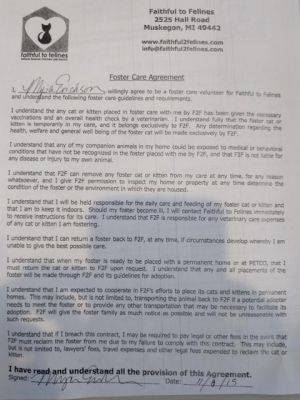 Faithful to Felines
2525 Hall Road
Muskegon, MI 49442
www.faithful2felines.com
info@faithful2felines.com
faithful to felines
Foster Care Agreement
I, Erickson willingly agree to be a foster care volunteer for Faithful to Felines
and understand the following foster care guidelines and requirements.
I understand the any cat or kitten placed in foster care with me by F2F has been given the necessary
vaccinations and an overall health check by a veterinarian. I understand fully that the foster cat or
kitten is temporarily in my care, and it belongs exclusively to F2F. Any determination regarding the
health, welfare and general well being of the foster cat will be made exclusively by F2F.
I understand that any of my companion animals in my home could be exposed to medical or behavioral
conditions that have not be recognized in the foster placed with me by F2F, and that F2F is not liable for
any disease or injury to my own animal.
I understand that F2F can remove any foster cat or kitten from my care at any time, for any reason
whatsoever, and I give F2F permission to inspect my home or property at any time determine the
condition of the foster or the environment in which they are housed.
I understand that I will be held responsible for the daily care and feeding of my foster cat or kitten and
that I am to keep it indoors. Should my foster become ill, I will contact Faithful to Felines immediately
to receive instructions for its care. I understand that F2F is responsible for any veterinary care expenses
of any cat or kitten I am fostering.
I understand that I can return a foster back to F2F, at any time, if circumstances develop whereby I am
unable to give the best possible care.
I understand that when my foster is ready to be placed with a permanent home or at PETCO, that I
must return the cat or kitten to F2F upon request. I understand that any and all placements of the
foster will be made through F2F and its guidelines for adoption.
I understand that I am expected to cooperate in F2F's efforts to place its cats and kittens in permanent
homes. This may include, but is not limited to, transporting the animal back to F2F if a potential adopter
needs to meet the foster or to provide any other transportation that may be necessary to facilitate its
adoption. F2F will give the foster family as much notice as possible and will not be unreasonable with
such requests.
I understand that if I breach this contract, I may be required to pay legal or other fees in the event that
F2F must reclaim the foster from me due to my failure to comply with this contract. This may include,
but is not limited to, lawyers' fees, travel expenses and other legal fees expended to reclaim the cat or
kitten.
I have read and understand all the provision of this Agreement.
Signed: Date: